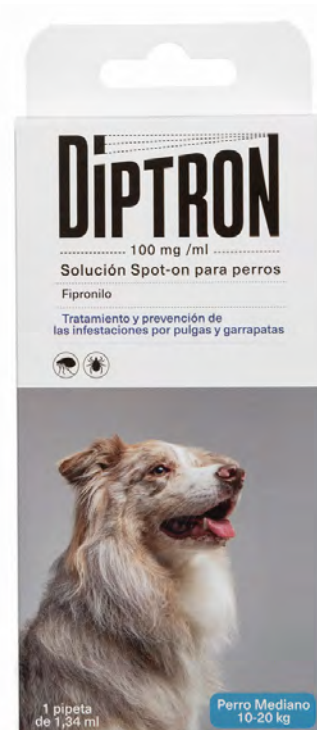 DiPTRON
100 mg /ml
Solución Spot-on para perros
Fipronilo
Tratamiento y prevención de
las infestaciones por pulgas y garrapatas
1 pipeta
de 1,34 ml
Perro Mediano
10-20 kg